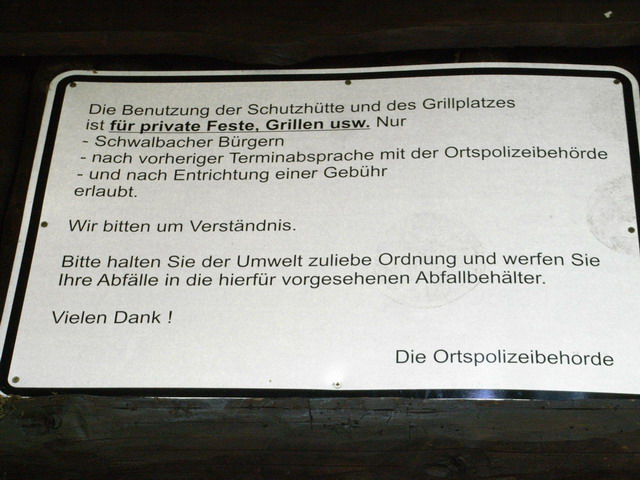 Die Benutzung der Schutzhütte und des Grillplatzes
ist für private Feste, Grillen usw. Nur
- Schwalbacher Bürgern
- nach vorheriger Terminabsprache mit der Ortspolizeibehörde
- und nach Entrichtung einer Gebühr
erlaubt.
Wir bitten um Verständnis.
Bitte halten Sie der Umwelt zuliebe Ordnung und werfen Sie
Ihre Abfälle in die hierfür vorgesehenen Abfallbehälter.
Vielen Dank !
Die Ortspolizeibehorde